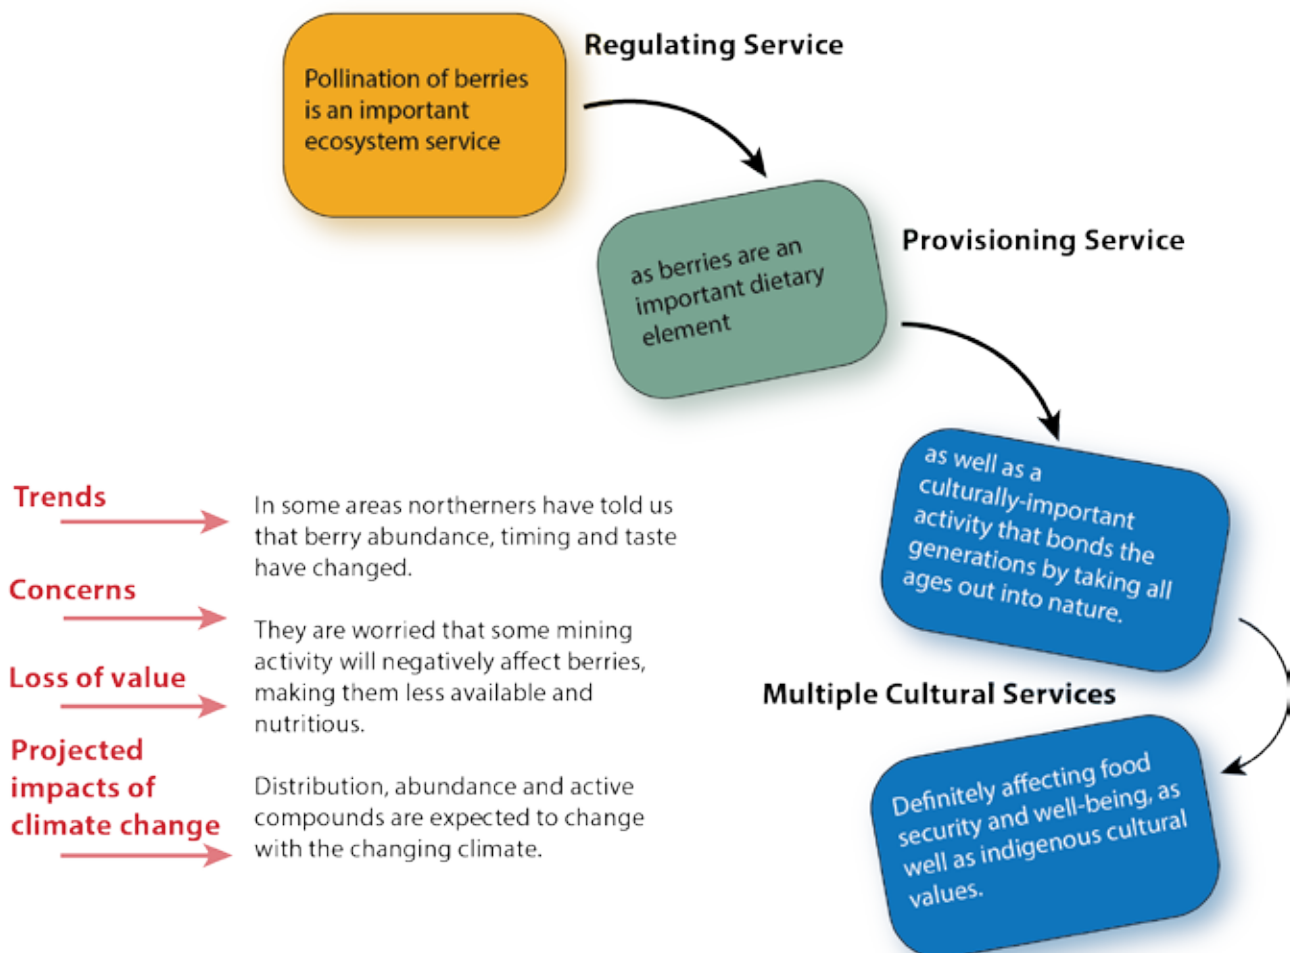 Regulating Service
Pollination of berries
is an important
ecosystem service
Provisioning Service
as berries are an
important dietary
element
as well as a
culturally-important
activity that bonds the
generations by taking all
ages out into nature.
Multiple Cultural Services
Definitely affecting food
security and well-being, as
well as indigenous cultural
values.
Trends
In some areas northerners have told us
that berry abundance, timing and taste
have changed.
Concerns
They are worried that some mining
activity will negatively affect berries,
making them less available and
nutritious.
Loss of value
Projected
impacts of
climate change
Distribution, abundance and active
compounds are expected to change
with the changing climate.